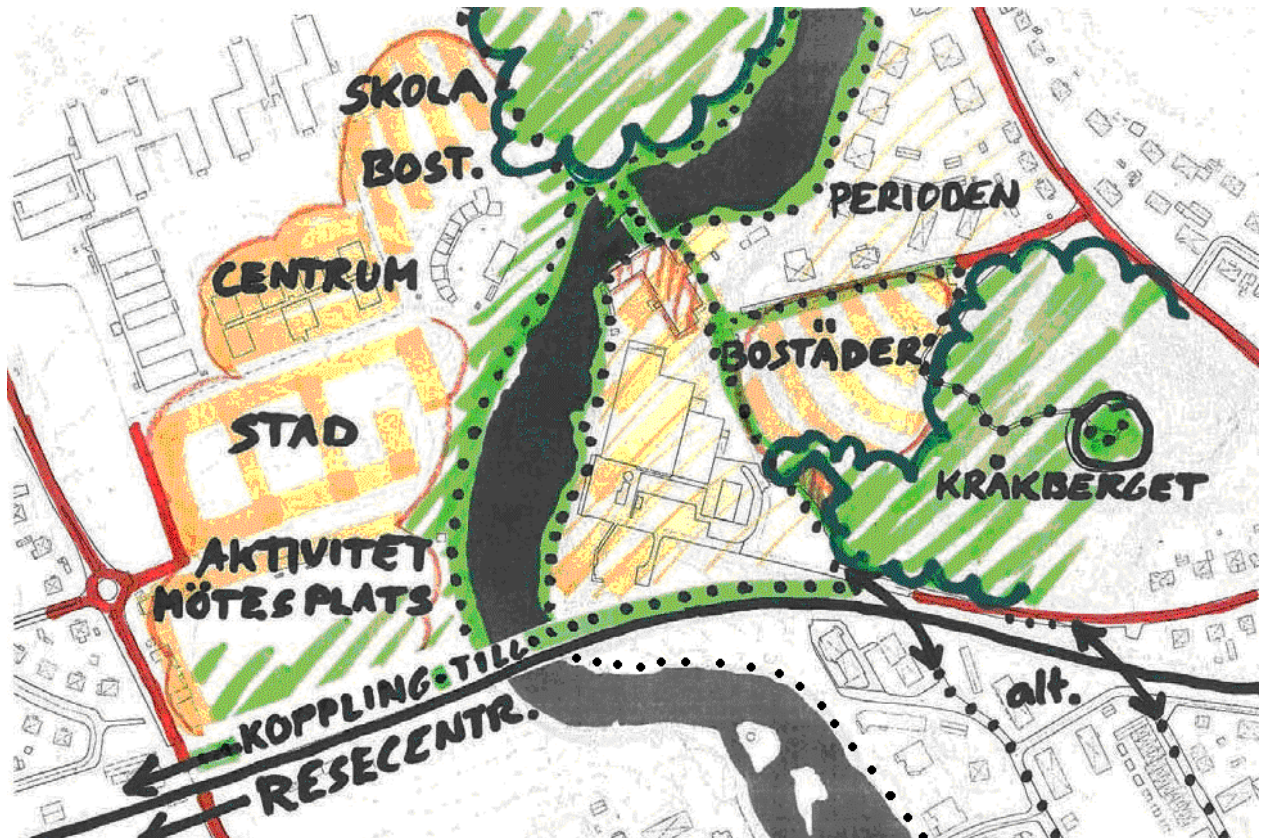 SKOLA
BOST.
PERIODEN
CENTRUM
BOSTÄDER
STAD
KRÅKBERGET
AKTIVITET
MÖTESPLATS
KOPPLING TILL
RESECENTR.
alt.